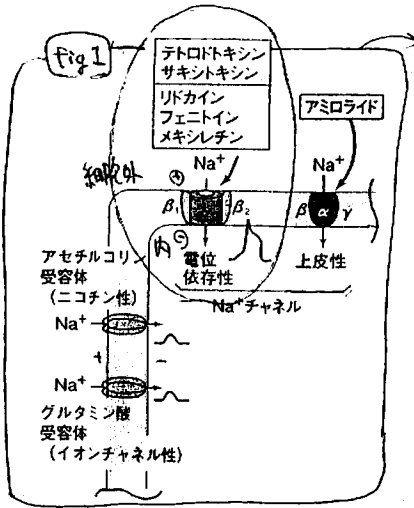 Fig 1
テトロドトキシン
サキシトキシン
リドカイン
フェニトイン
メキシレチン
アミロライド
細胞外
Na⁺
Na⁺
⊕
β₁
β₂
β
α
γ
内
⊖
電位
依存性
上皮性
Na⁺チャネル
アセチルコリン
受容体
(ニコチン性)
Na⁺
+
−
Na⁺
グルタミン酸
受容体
(イオンチャネル性)